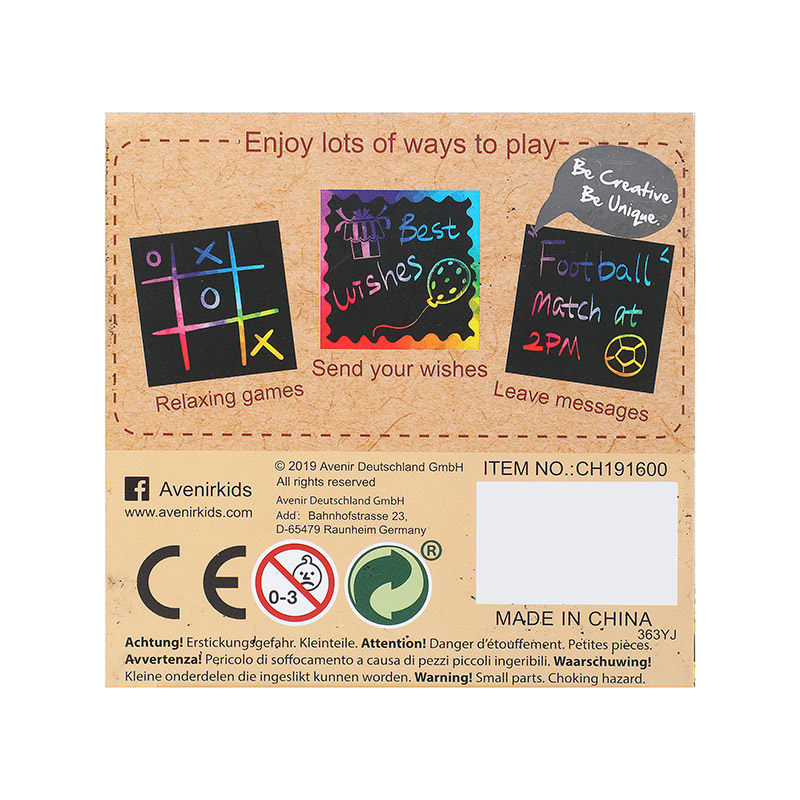 Enjoy lots of ways to play
Be Creative
Be Unique.
O X
O
X
Best
wishes
Football
match at
2PM
Relaxing games
Send your wishes
Leave messages
f Avenirkids
www.avenirkids.com
© 2019 Avenir Deutschland GmbH
All rights reserved
Avenir Deutschland GmbH
Add: Bahnhofstrasse 23,
D-65479 Raunheim Germany
ITEM NO.:CH191600
CE
0-3
®
MADE IN CHINA
363YJ
Achtung! Erstickungsgefahr. Kleinteile. Attention! Danger d'étouffement. Petites pièces.
Avvertenza! Pericolo di soffocamento a causa di pezzi piccoli ingeribili. Waarschuwing!
Kleine onderdelen die ingeslikt kunnen worden. Warning! Small parts. Choking hazard.